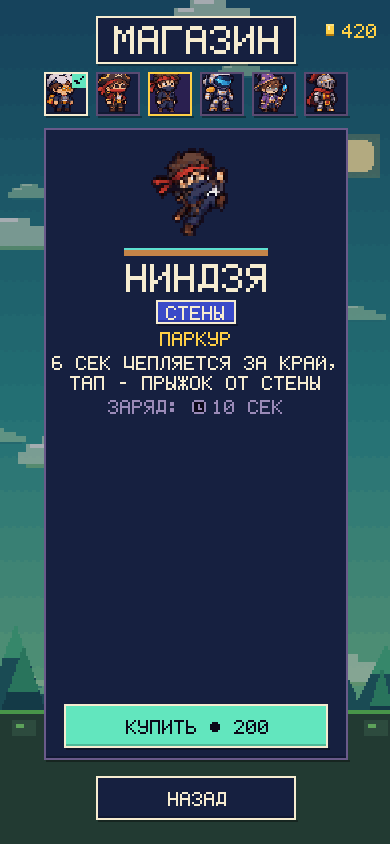 МАГАЗИН
420
НИНДЗЯ
СТЕНЫ
ПАРКУР
6 СЕК ЦЕПЛЯЕТСЯ ЗА КРАЙ,
ТАП - ПРЫЖОК ОТ СТЕНЫ
ЗАРЯД: 10 СЕК
КУПИТЬ ● 200
НАЗАД